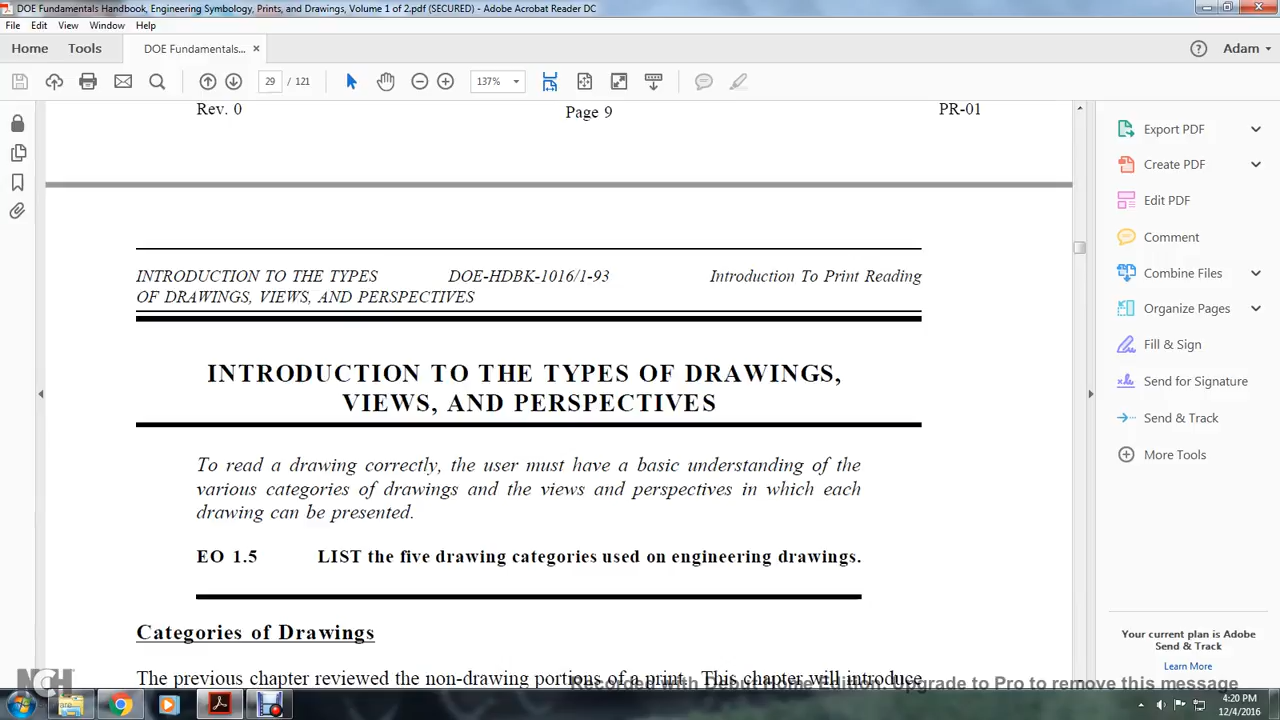 DOE Fundamentals Handbook, Engineering Symbology, Prints, and Drawings, Volume 1 of 2.pdf (SECURED) - Adobe Acrobat Reader DC
File Edit View Window Help
Home Tools DOE Fundamentals... × Adam
29 / 121 137%
Rev. 0 Page 9 PR-01
INTRODUCTION TO THE TYPES DOE-HDBK-1016/1-93 Introduction To Print Reading
OF DRAWINGS, VIEWS, AND PERSPECTIVES
INTRODUCTION TO THE TYPES OF DRAWINGS,
VIEWS, AND PERSPECTIVES
To read a drawing correctly, the user must have a basic understanding of the
various categories of drawings and the views and perspectives in which each
drawing can be presented.
EO 1.5 LIST the five drawing categories used on engineering drawings.
Categories of Drawings
The previous chapter reviewed the non-drawing portions of a print. This chapter will introduce
Export PDF
Create PDF
Edit PDF
Comment
Combine Files
Organize Pages
Fill & Sign
Send for Signature
Send & Track
More Tools
Your current plan is Adobe
Send & Track
Learn More
NCH
Upgrade to Pro to remove this message
4:20 PM
12/4/2016